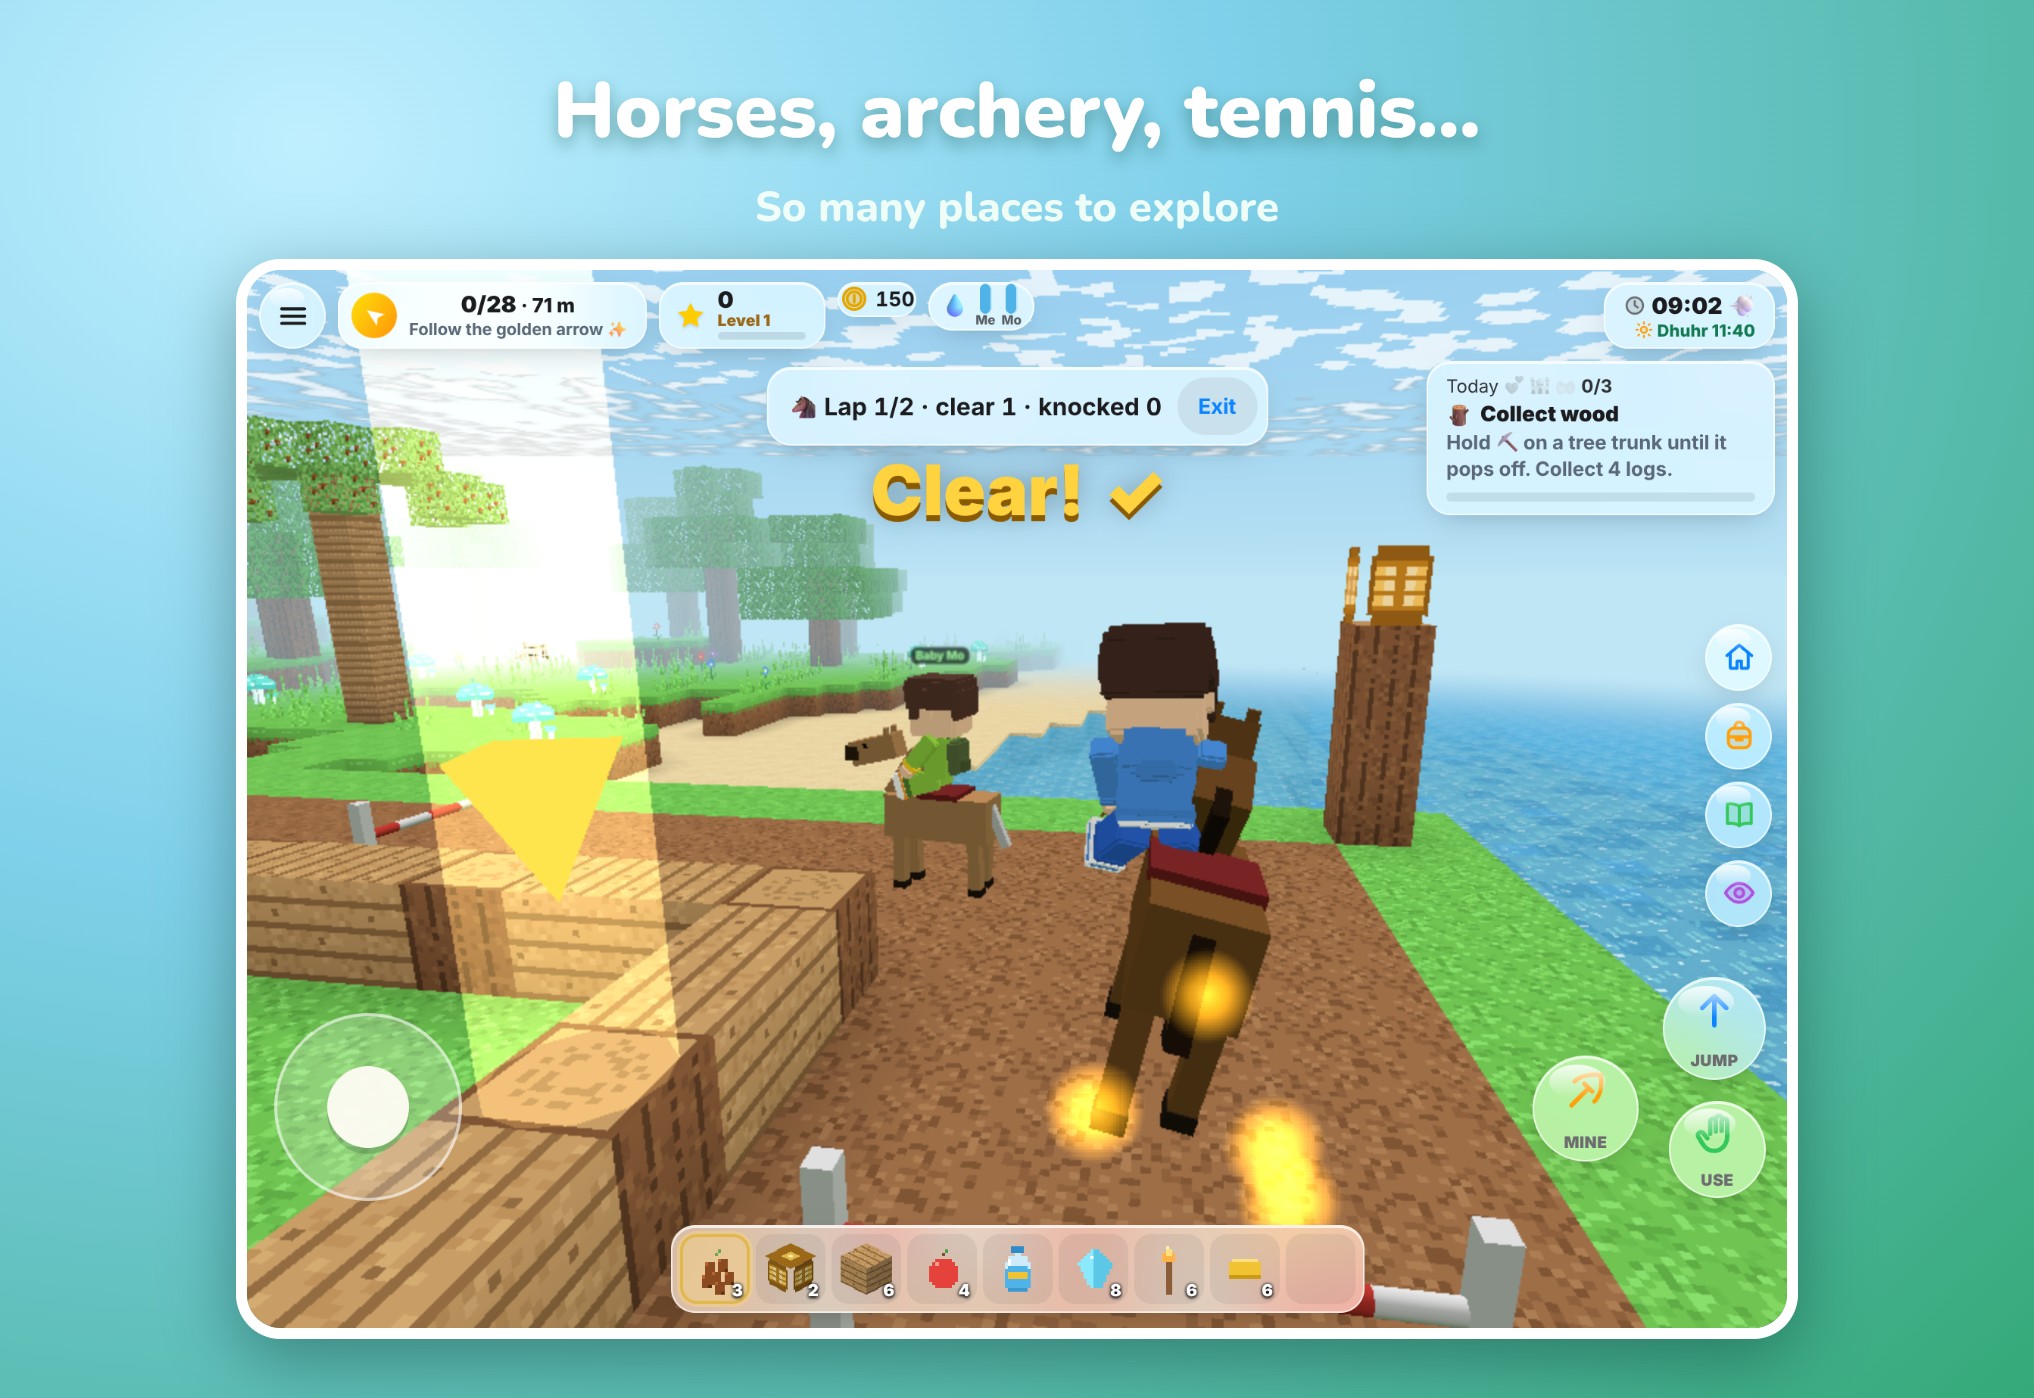 Horses, archery, tennis...
So many places to explore
0/28 · 71 m
Follow the golden arrow
0
Level 1
150
Me Mo
09:02
Dhuhr 11:40
Lap 1/2 · clear 1 · knocked 0
Exit
Today 0/3
Collect wood
Hold on a tree trunk until it
pops off. Collect 4 logs.
Clear!
Baby Mo
JUMP
MINE
USE
3
2
6
4
8
6
6